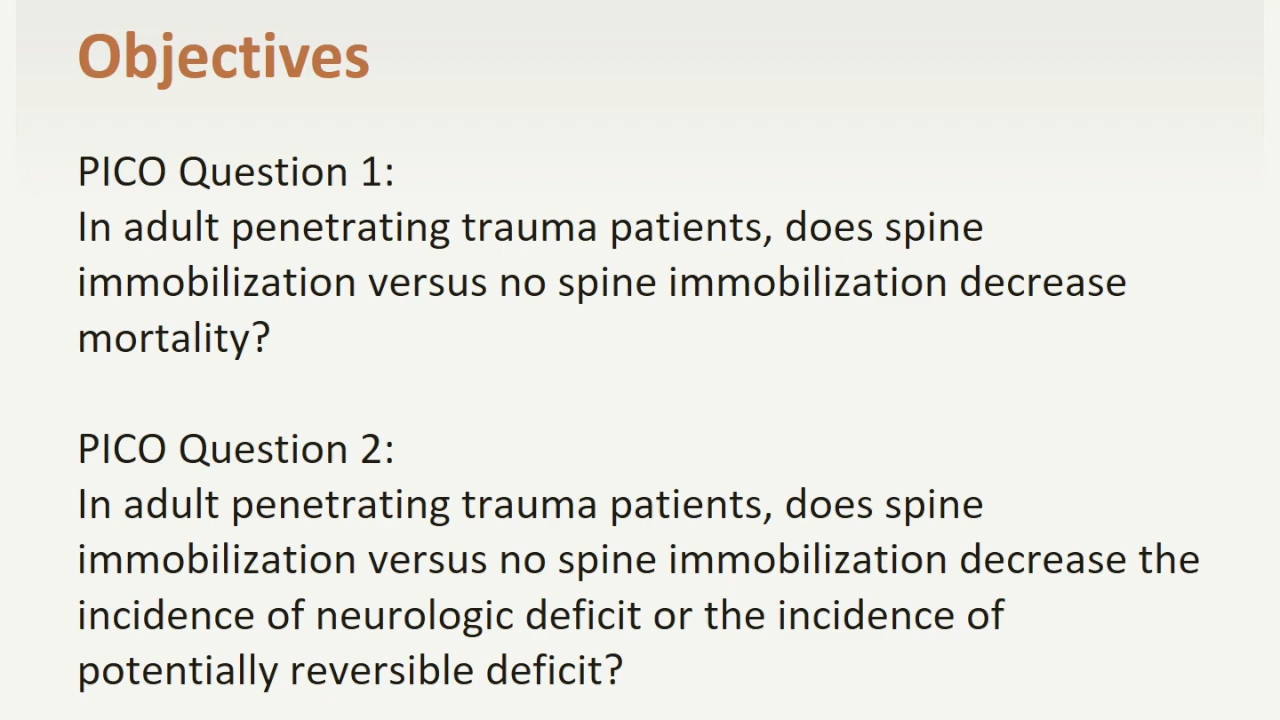 Objectives
PICO Question 1:
In adult penetrating trauma patients, does spine
immobilization versus no spine immobilization decrease
mortality?
PICO Question 2:
In adult penetrating trauma patients, does spine
immobilization versus no spine immobilization decrease the
incidence of neurologic deficit or the incidence of
potentially reversible deficit?